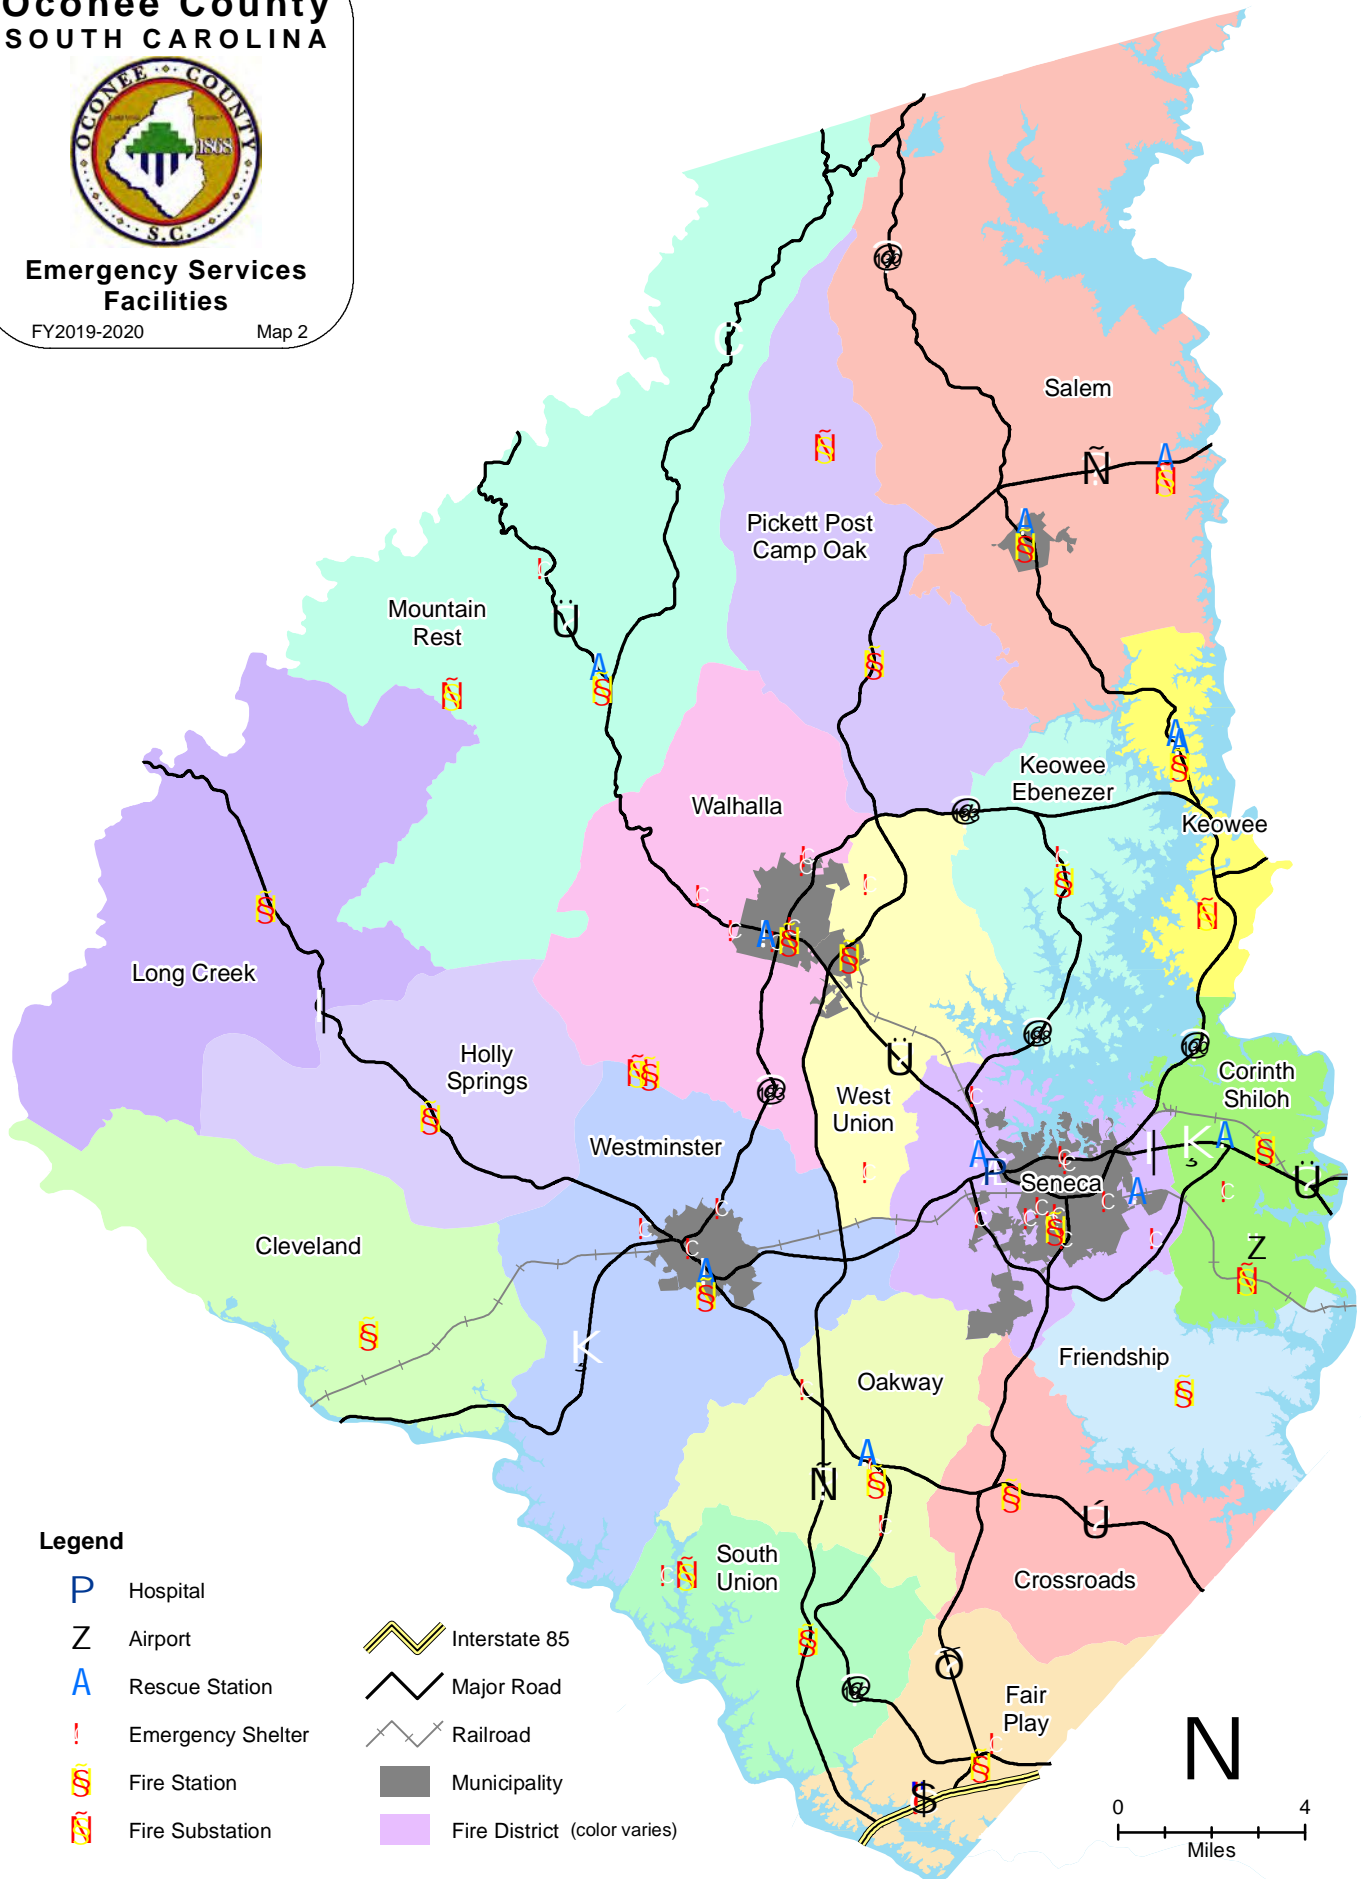 Oconee County
SOUTH CAROLINA
OCONEE COUNTY
1868
S.C.
Emergency Services
Facilities
FY2019-2020 Map 2
Salem
Pickett Post
Camp Oak
Mountain
Rest
Keowee
Ebenezer
Walhalla
Keowee
Long Creek
Holly
Springs
Corinth
Shiloh
West
Union
Westminster
Seneca
Cleveland
Friendship
Oakway
South
Union
Crossroads
Fair
Play
Legend
P Hospital
Z Airport
A Rescue Station
Emergency Shelter
§ Fire Station
Ñ Fire Substation
Interstate 85
Major Road
Railroad
Municipality
Fire District (color varies)
N
0 4
Miles